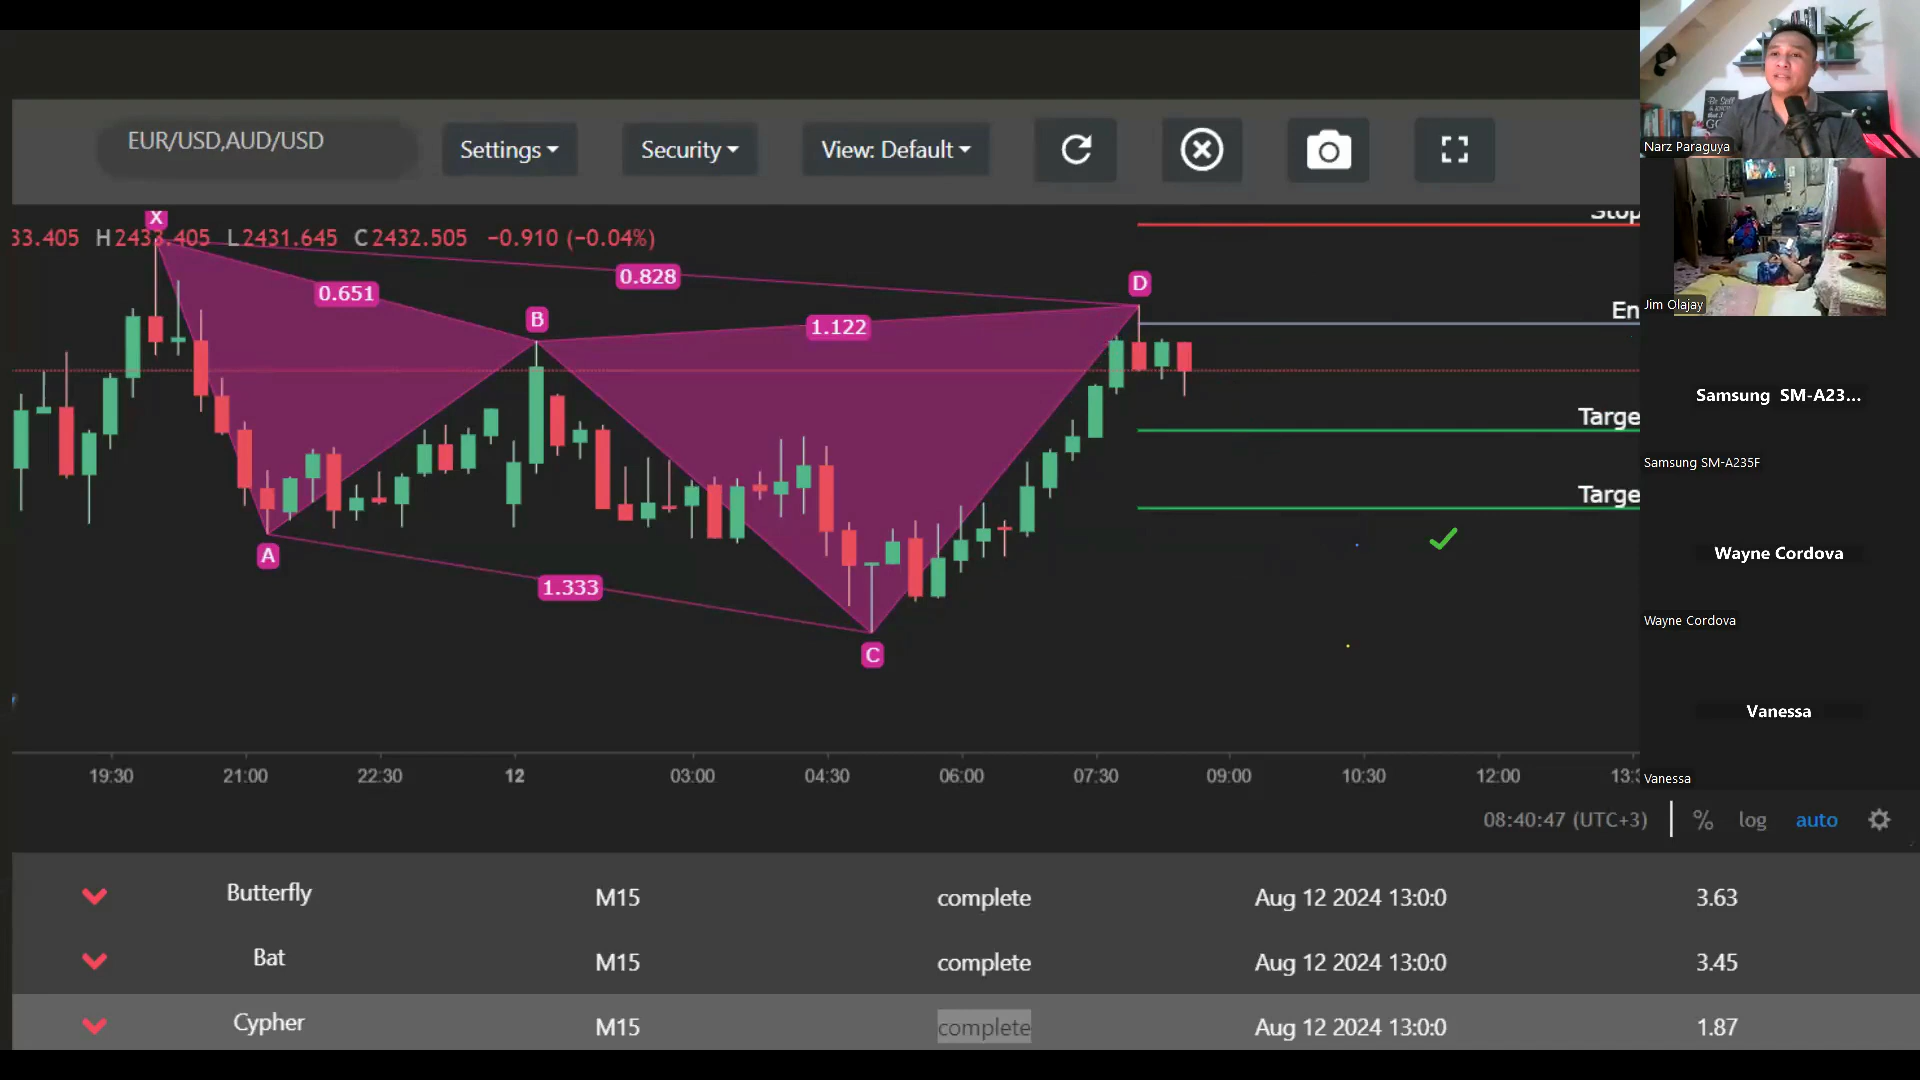 EUR/USD,AUD/USD
Settings
Security
View: Default
33.405 H2433.405 L2431.645 C2432.505 −0.910 (−0.04%)
X
0.651
0.828
B
1.122
D
A
1.333
C
Stop
En
Targe
Targe
19:30 21:00 22:30 12 03:00 04:30 06:00 07:30 09:00 10:30 12:00 13:3
08:40:47 (UTC+3) % log auto
Butterfly M15 complete Aug 12 2024 13:0:0 3.63
Bat M15 complete Aug 12 2024 13:0:0 3.45
Cypher M15 complete Aug 12 2024 13:0:0 1.87
Narz Paraguya
Jim Olajay
Samsung SM-A23...
Samsung SM-A235F
Wayne Cordova
Wayne Cordova
Vanessa
Vanessa